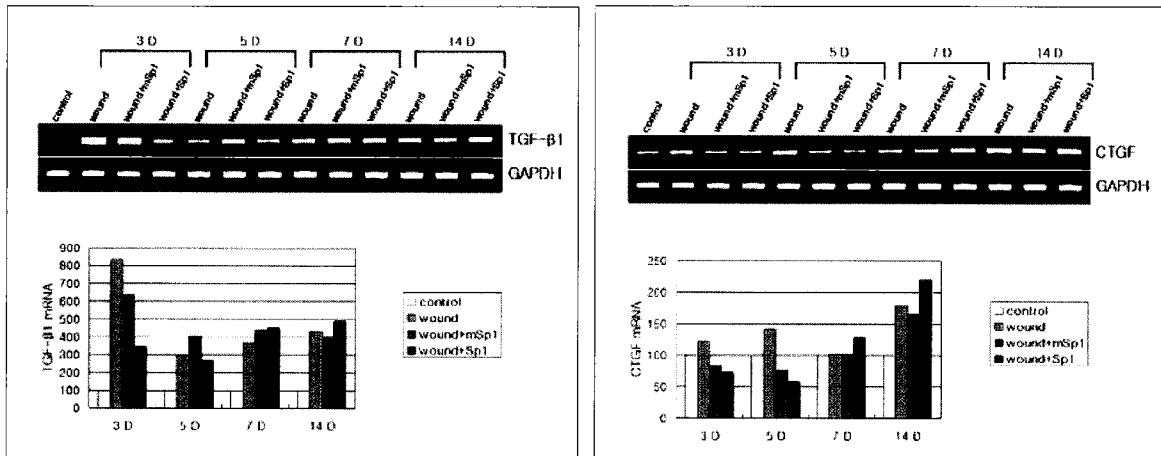 3 D 5 D 7 D 14 D
control wound wound+mSp1 wound+Sp1 wound wound+mSp1 wound+Sp1 wound wound+mSp1 wound+Sp1 wound wound+mSp1 wound+Sp1
TGF-β1
GAPDH
900
800
700
600
500
400
300
200
100
0
TGF-β1 mRNA
3 D 5 D 7 D 14 D
control
wound
wound+mSp1
wound+Sp1
3 D 5 D 7 D 14 D
control wound wound+mSp1 wound+Sp1 wound wound+mSp1 wound+Sp1 wound wound+mSp1 wound+Sp1 wound wound+mSp1 wound+Sp1
CTGF
GAPDH
250
200
150
100
50
0
CTGF mRNA
3 D 5 D 7 D 14 D
control
wound
wound+mSp1
wound+Sp1